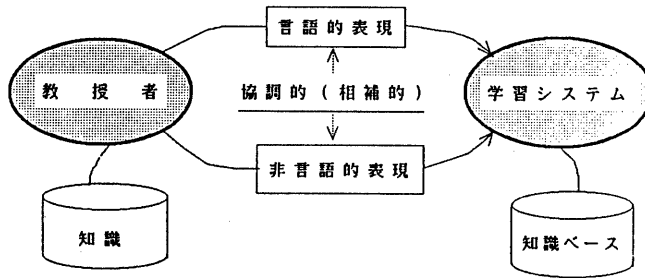 言語的表現
教授者
協調的(相補的)
学習システム
非言語的表現
知識
知識ベース